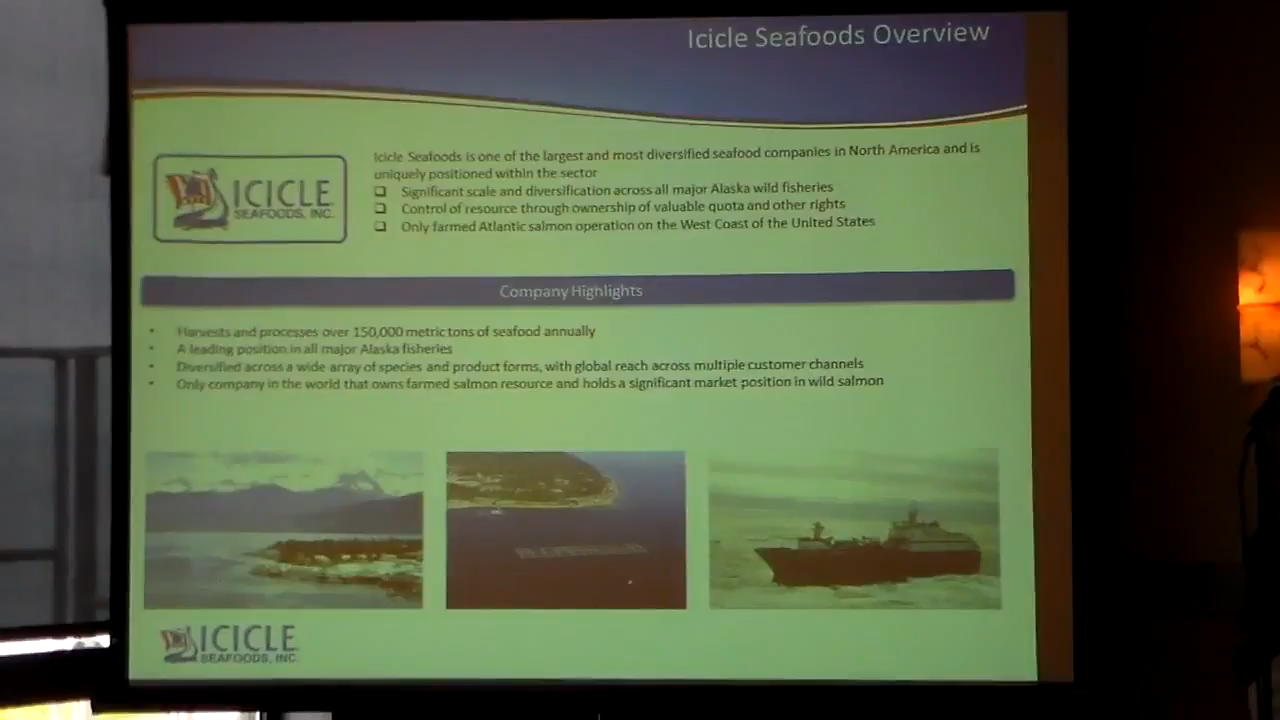 Icicle Seafoods Overview
ICICLE
SEAFOODS, INC.
Icicle Seafoods is one of the largest and most diversified seafood companies in North America and is
uniquely positioned within the sector
Significant scale and diversification across all major Alaska wild fisheries
Control of resource through ownership of valuable quota and other rights
Only farmed Atlantic salmon operation on the West Coast of the United States
Company Highlights
• Harvests and processes over 150,000 metric tons of seafood annually
• A leading position in all major Alaska fisheries
• Diversified across a wide array of species and product forms, with global reach across multiple customer channels
• Only company in the world that owns farmed salmon resource and holds a significant market position in wild salmon
ICICLE
SEAFOODS, INC.